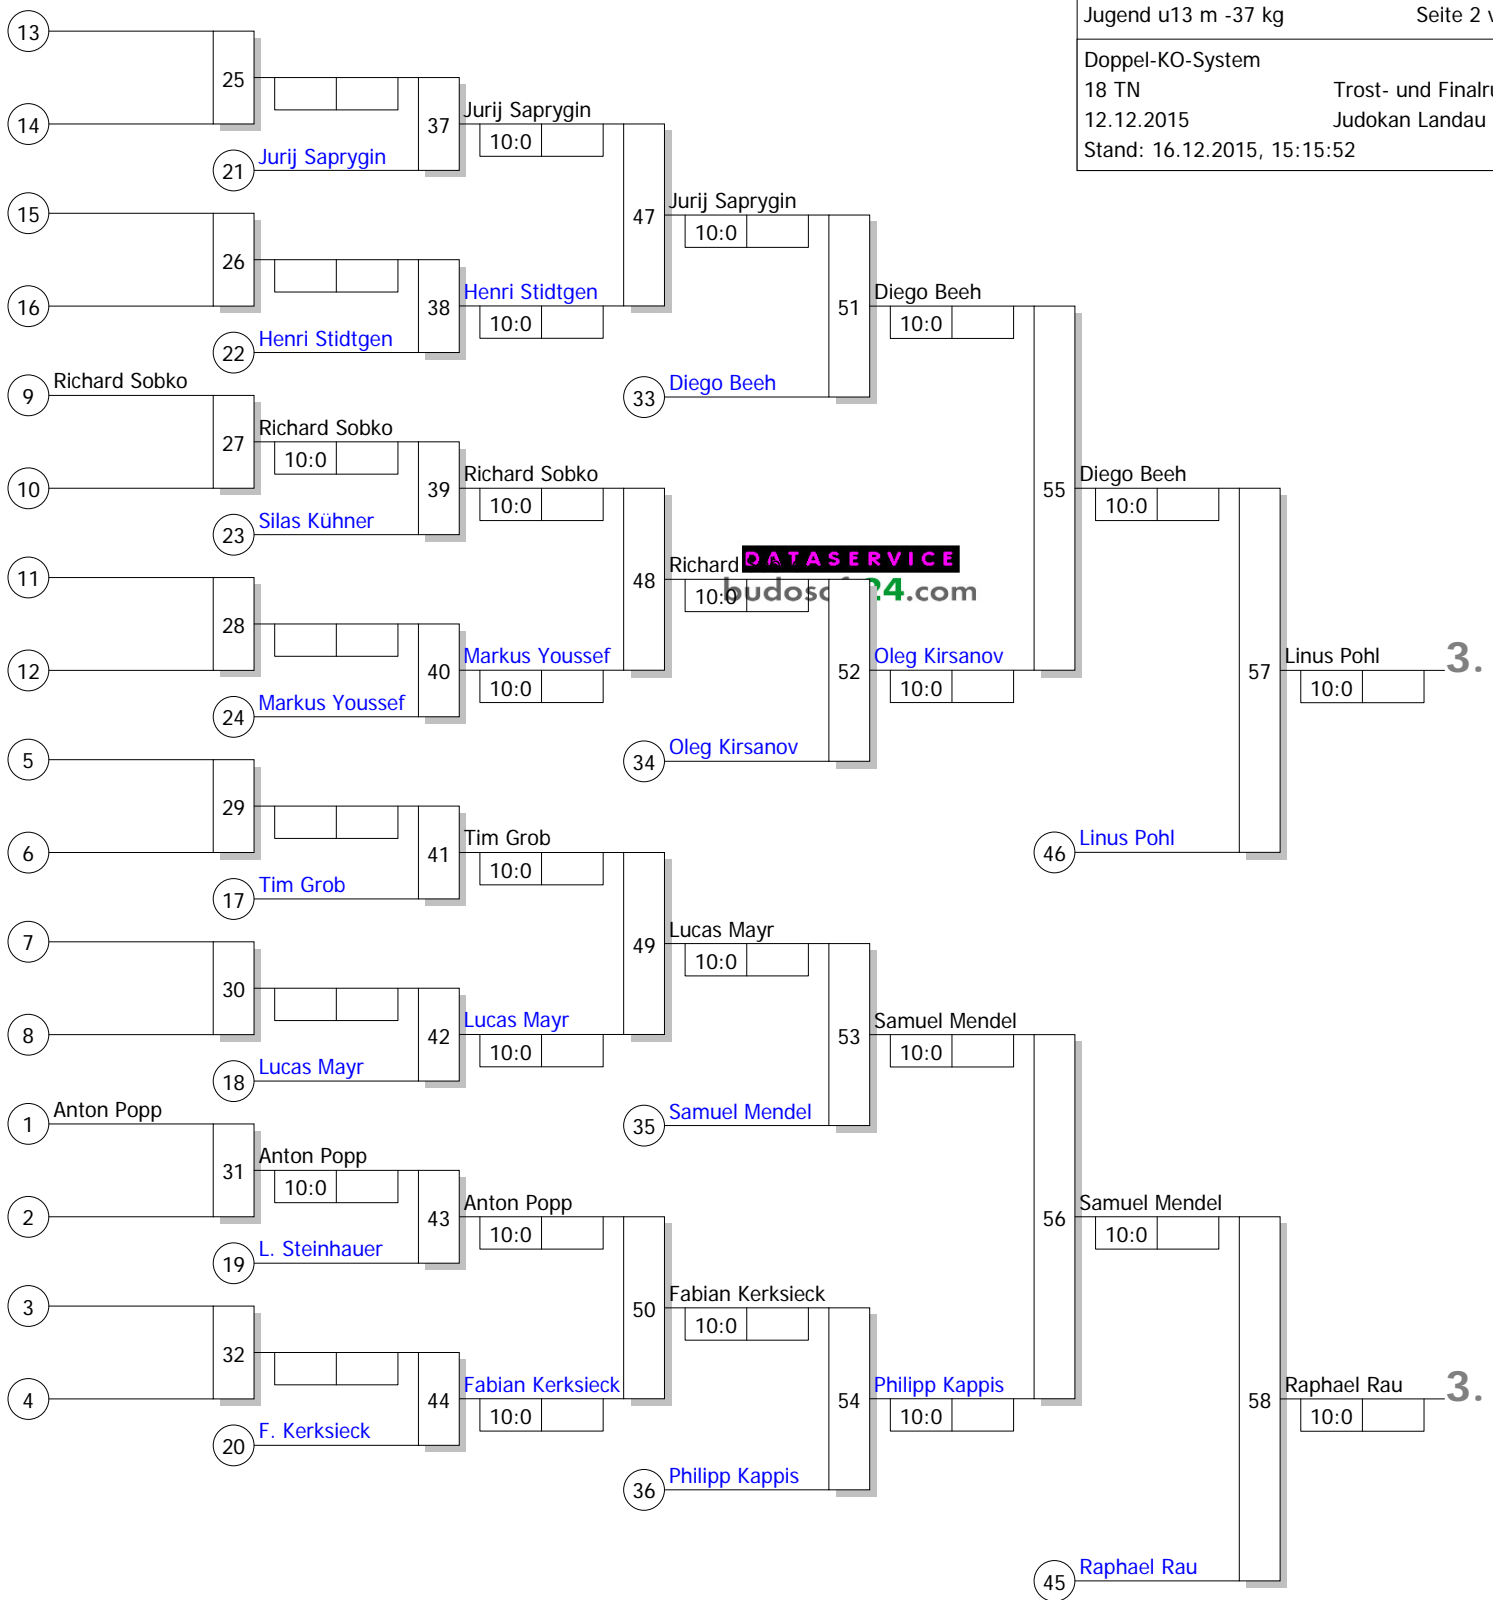 Jugend u13 m -37 kg Seite 2
Doppel-KO-System
18 TN Trost- und
12.12.2015 Judokan Landau
Stand: 16.12.2015, 15:15:52
13
25
14
37
Jurij Saprygin
10:0
21
Jurij Saprygin
15
47
Jurij Saprygin
10:0
26
16
38
Henri Stidtgen
10:0
22
Henri Stidtgen
51
Diego Beeh
10:0
33
Diego Beeh
9
Richard Sobko
27
Richard Sobko
10:0
10
39
Richard Sobko
10:0
23
Silas Kühner
55
Diego Beeh
10:0
11
48
Richard
10:0
DATASERVICE
24.com
28
12
40
Markus Youssef
10:0
24
Markus Youssef
52
Oleg Kirsanov
10:0
34
Oleg Kirsanov
57
Linus Pohl
10:0
3.
5
29
6
41
Tim Grob
10:0
17
Tim Grob
46
Linus Pohl
7
49
Lucas Mayr
10:0
30
8
42
Lucas Mayr
10:0
18
Lucas Mayr
53
Samuel Mendel
10:0
35
Samuel Mendel
1
Anton Popp
31
Anton Popp
10:0
2
43
Anton Popp
10:0
19
L. Steinhauer
56
Samuel Mendel
10:0
3
50
Fabian Kerksieck
10:0
32
4
44
Fabian Kerksieck
10:0
20
F. Kerksieck
54
Philipp Kappis
10:0
36
Philipp Kappis
58
Raphael Rau
10:0
3.
45
Raphael Rau